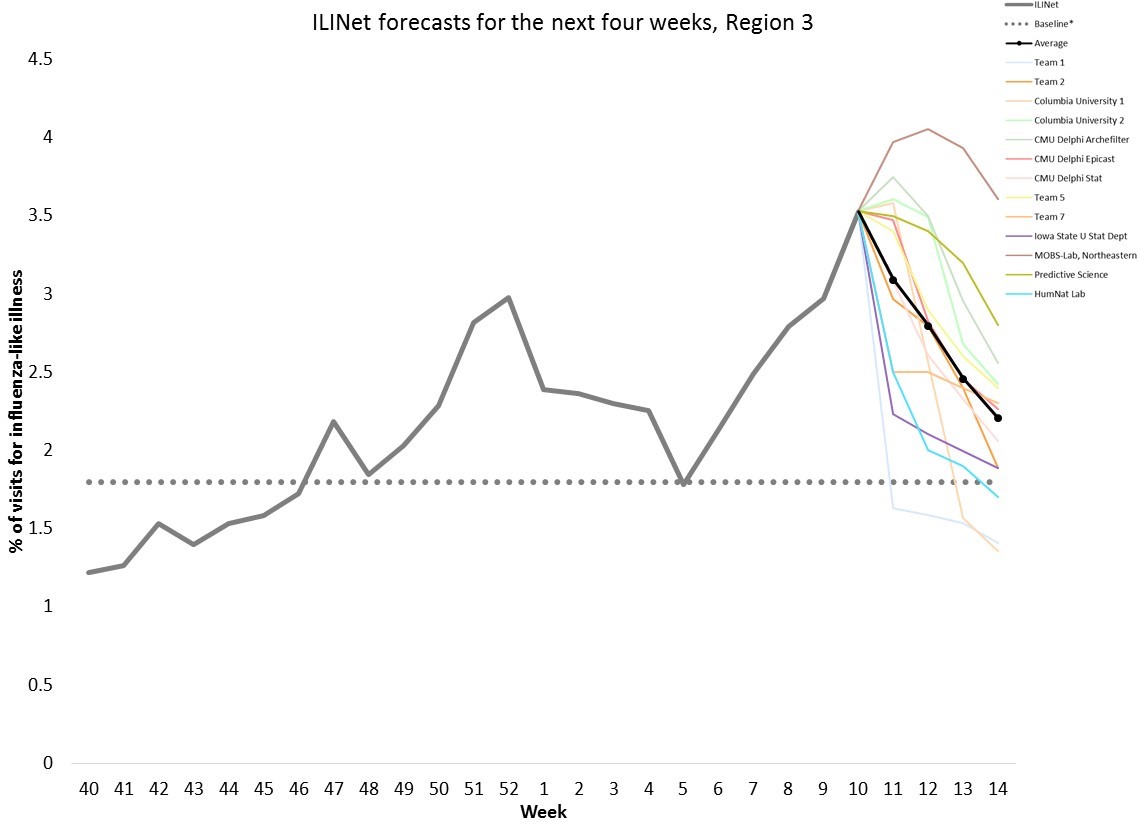 ILINet forecasts for the next four weeks, Region 3
ILINet
Baseline*
Average
Team 1
Team 2
Columbia University 1
Columbia University 2
CMU Delphi Archefilter
CMU Delphi Epicast
CMU Delphi Stat
Team 5
Team 7
Iowa State U Stat Dept
MOBS-Lab, Northeastern
Predictive Science
HumNat Lab
% of visits for influenza-like illness
4.5
4
3.5
3
2.5
2
1.5
1
0.5
0
40 41 42 43 44 45 46 47 48 49 50 51 52 1 2 3 4 5 6 7 8 9 10 11 12 13 14
Week